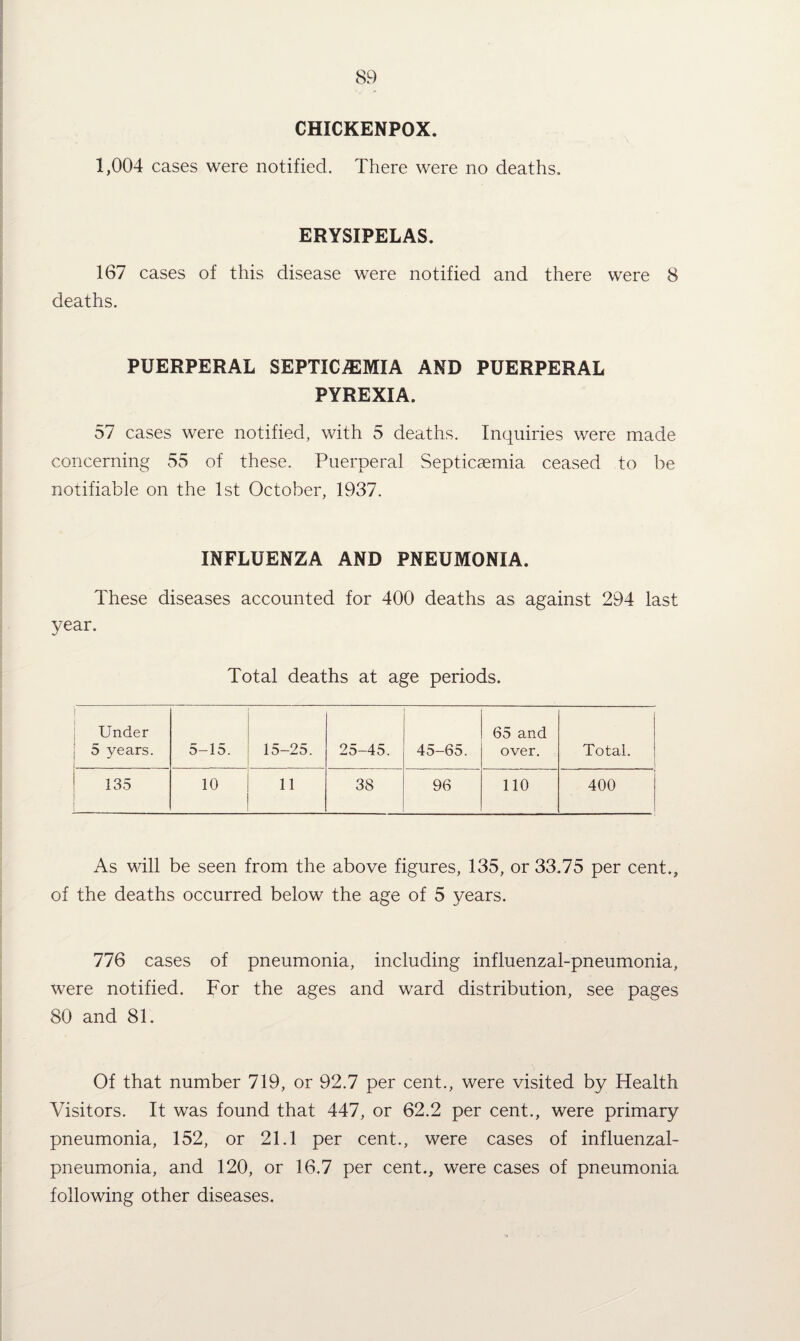 89
CHICKENPOX.
1,004 cases were notified. There were no deaths.
ERYSIPELAS.
167 cases of this disease were notified and there were 8
deaths.
PUERPERAL SEPTICÆMIA AND PUERPERAL
PYREXIA.
57 cases were notified, with 5 deaths. Inquiries were made
concerning 55 of these. Puerperal Septicæmia ceased to be
notifiable on the 1st October, 1937.
INFLUENZA AND PNEUMONIA.
These diseases accounted for 400 deaths as against 294 last
year.
Total deaths at age periods.
Under 5 years. 5–15. 15–25. 25–45. 45–65. 65 and over. Total.
135 10 11 38 96 110 400
As will be seen from the above figures, 135, or 33.75 per cent.,
of the deaths occurred below the age of 5 years.
776 cases of pneumonia, including influenzal-pneumonia,
were notified. For the ages and ward distribution, see pages
80 and 81.
Of that number 719, or 92.7 per cent., were visited by Health
Visitors. It was found that 447, or 62.2 per cent., were primary
pneumonia, 152, or 21.1 per cent., were cases of influenzal-
pneumonia, and 120, or 16.7 per cent., were cases of pneumonia
following other diseases.